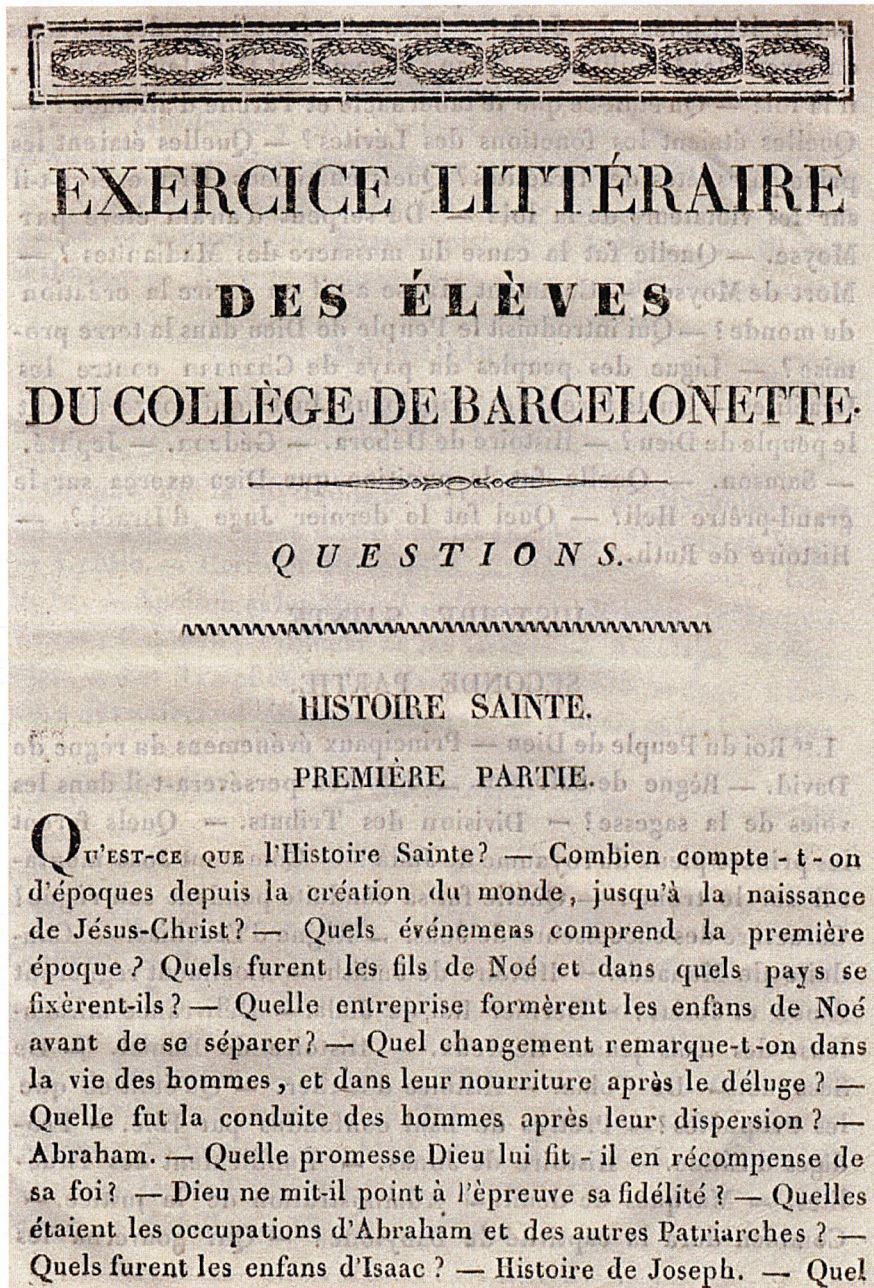 EXERCICE LITTÉRAIRE
DES ÉLÈVES
DU COLLÈGE DE BARCELONETTE.
QUESTIONS.
HISTOIRE SAINTE.
PREMIÈRE PARTIE.
QU'EST-CE QUE l'Histoire Sainte? — Combien compte-t-on
d'époques depuis la création du monde, jusqu'à la naissance
de Jésus-Christ? — Quels événemens comprend la première
époque? Quels furent les fils de Noé et dans quels pays se
fixèrent-ils? — Quelle entreprise formèrent les enfans de Noé
avant de se séparer? — Quel changement remarque-t-on dans
la vie des hommes, et dans leur nourriture après le déluge? —
Quelle fut la conduite des hommes après leur dispersion? —
Abraham. — Quelle promesse Dieu lui fit-il en récompense de
sa foi? — Dieu ne mit-il point à l'èpreuve sa fidélité? — Quelles
étaient les occupations d'Abraham et des autres Patriarches? —
Quels furent les enfans d'Isaac? — Histoire de Joseph. — Quel